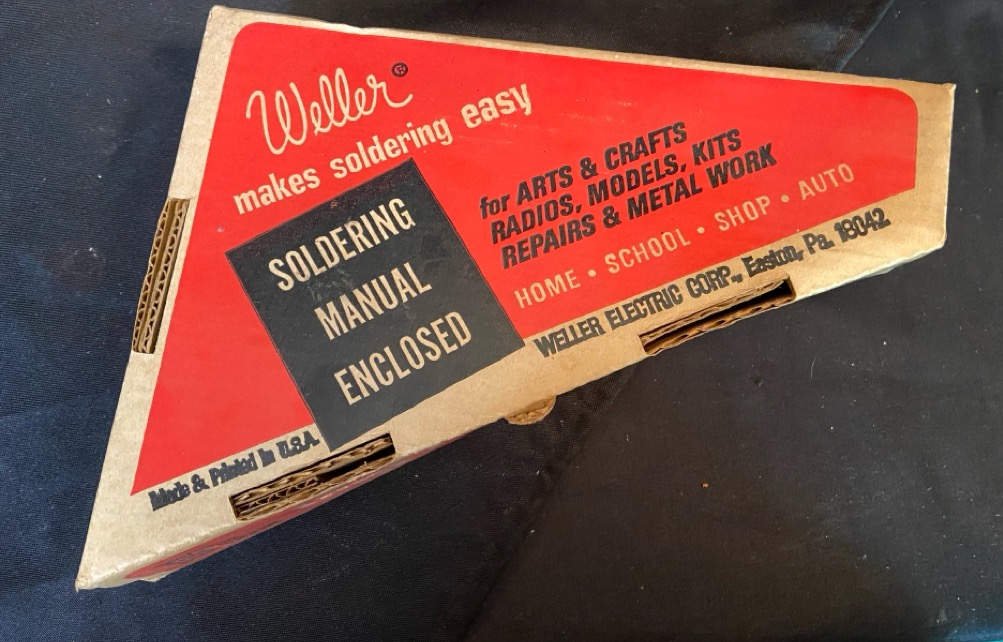 Weller®
makes soldering easy
SOLDERING
MANUAL
ENCLOSED
for ARTS & CRAFTS
RADIOS, MODELS, KITS
REPAIRS & METAL WORK
HOME • SCHOOL • SHOP • AUTO
WELLER ELECTRIC CORP., Easton, Pa. 18042
Made & Printed in U.S.A.